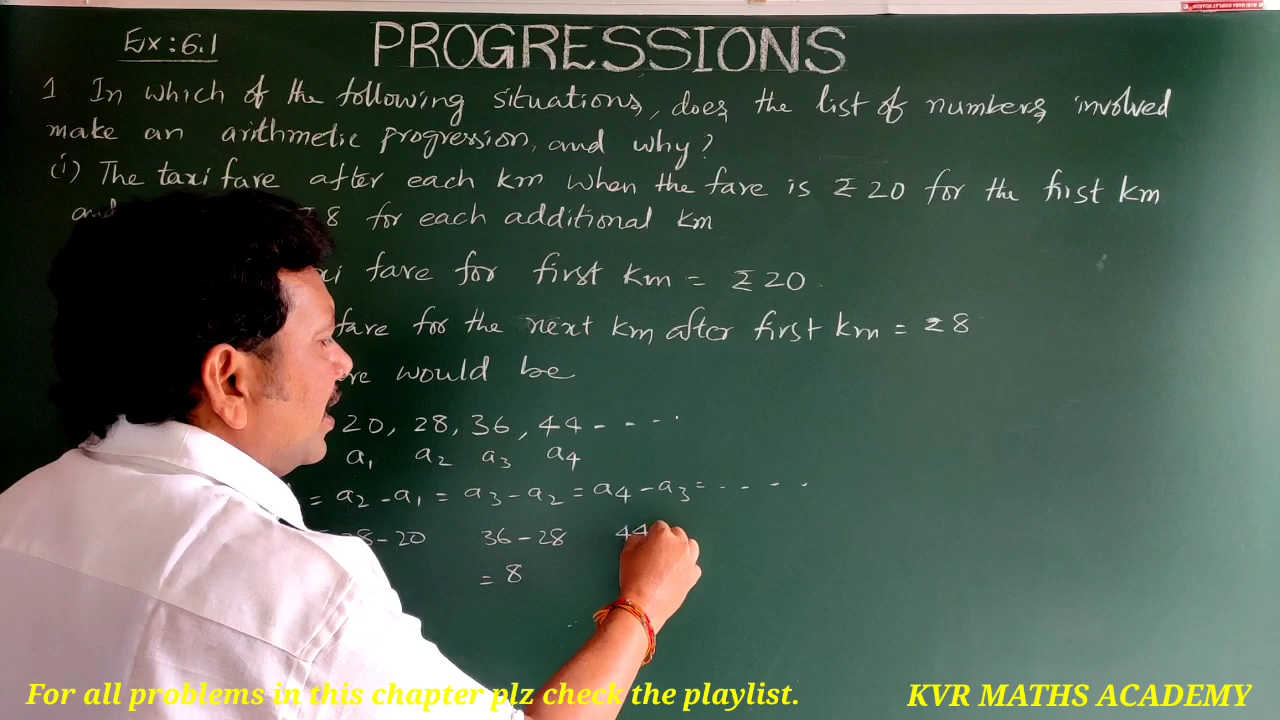 Ex:6.1 PROGRESSIONS
1. In which of the following situations, does the list of numbers involved
make an arithmetic progression, and why?
(i) The taxi fare after each km when the fare is ₹20 for the first km
and ₹8 for each additional km
fare for first km = ₹20.
fare for the next km after first km = ₹8
would be
20, 28, 36, 44 - - - .
a₁ a₂ a₃ a₄
= a₂ - a₁ = a₃ - a₂ = a₄ - a₃ = - - - -
8 - 20 36 - 28 44
= 8
For all problems in this chapter plz check the playlist. KVR MATHS ACADEMY